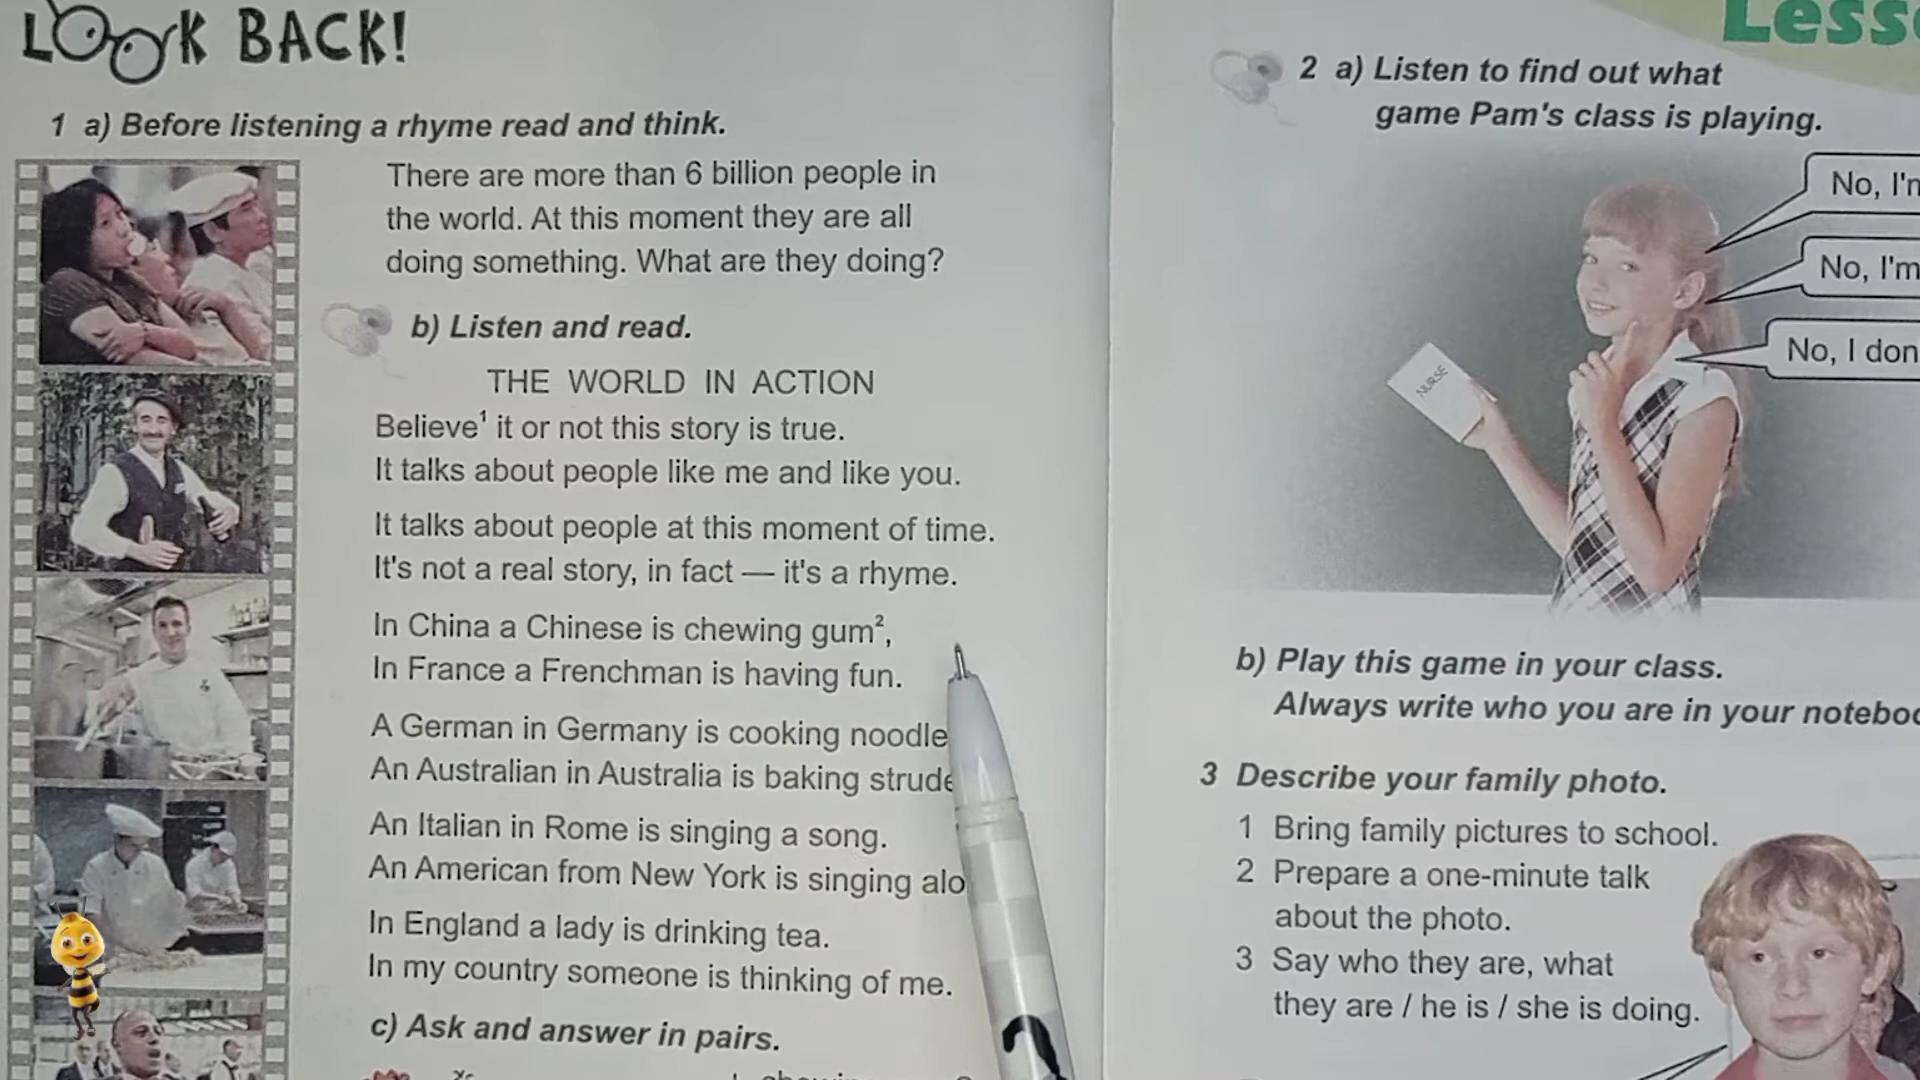 LOOK BACK!
1 a) Before listening a rhyme read and think.
There are more than 6 billion people in
the world. At this moment they are all
doing something. What are they doing?
b) Listen and read.
THE WORLD IN ACTION
Believe¹ it or not this story is true.
It talks about people like me and like you.
It talks about people at this moment of time.
It's not a real story, in fact — it's a rhyme.
In China a Chinese is chewing gum²,
In France a Frenchman is having fun.
A German in Germany is cooking noodle
An Australian in Australia is baking
An Italian in Rome is singing a song.
An American from New York is singing
In England a lady is drinking tea.
In my country someone is thinking of me.
c) Ask and answer in pairs.
2 a) Listen to find out what
game Pam's class is playing.
No,
No, I'm
No, I
NURSE
b) Play this game in your class.
Always write who you are in your
3 Describe your family photo.
1 Bring family pictures to school.
2 Prepare a one-minute talk
about the photo.
3 Say who they are, what
they are / he is / she is doing.